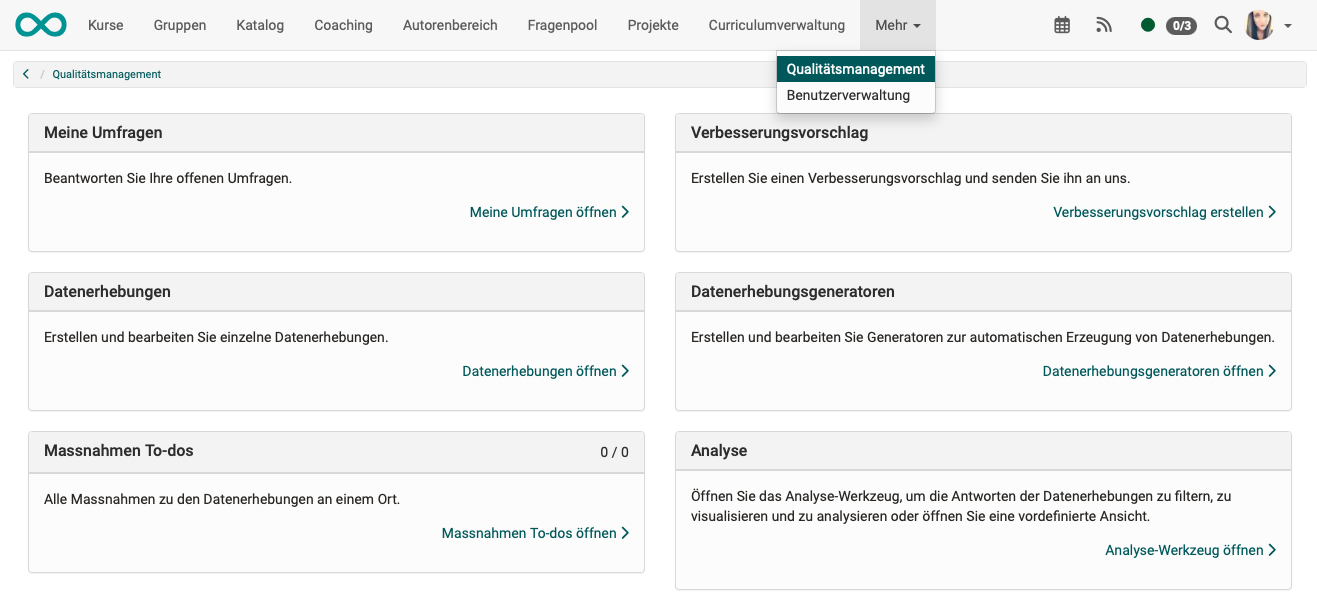 Kurse Gruppen Katalog Coaching Autorenbereich Fragenpool Projekte Curriculumverwaltung Mehr 0/3
/ Qualitätsmanagement
Qualitätsmanagement
Benutzerverwaltung
Meine Umfragen
Beantworten Sie Ihre offenen Umfragen.
Meine Umfragen öffnen
Verbesserungsvorschlag
Erstellen Sie einen Verbesserungsvorschlag und senden Sie ihn an uns.
Verbesserungsvorschlag erstellen
Datenerhebungen
Erstellen und bearbeiten Sie einzelne Datenerhebungen.
Datenerhebungen öffnen
Datenerhebungsgeneratoren
Erstellen und bearbeiten Sie Generatoren zur automatischen Erzeugung von Datenerhebungen.
Datenerhebungsgeneratoren öffnen
Massnahmen To-dos 0 / 0
Alle Massnahmen zu den Datenerhebungen an einem Ort.
Massnahmen To-dos öffnen
Analyse
Öffnen Sie das Analyse-Werkzeug, um die Antworten der Datenerhebungen zu filtern, zu
visualisieren und zu analysieren oder öffnen Sie eine vordefinierte Ansicht.
Analyse-Werkzeug öffnen